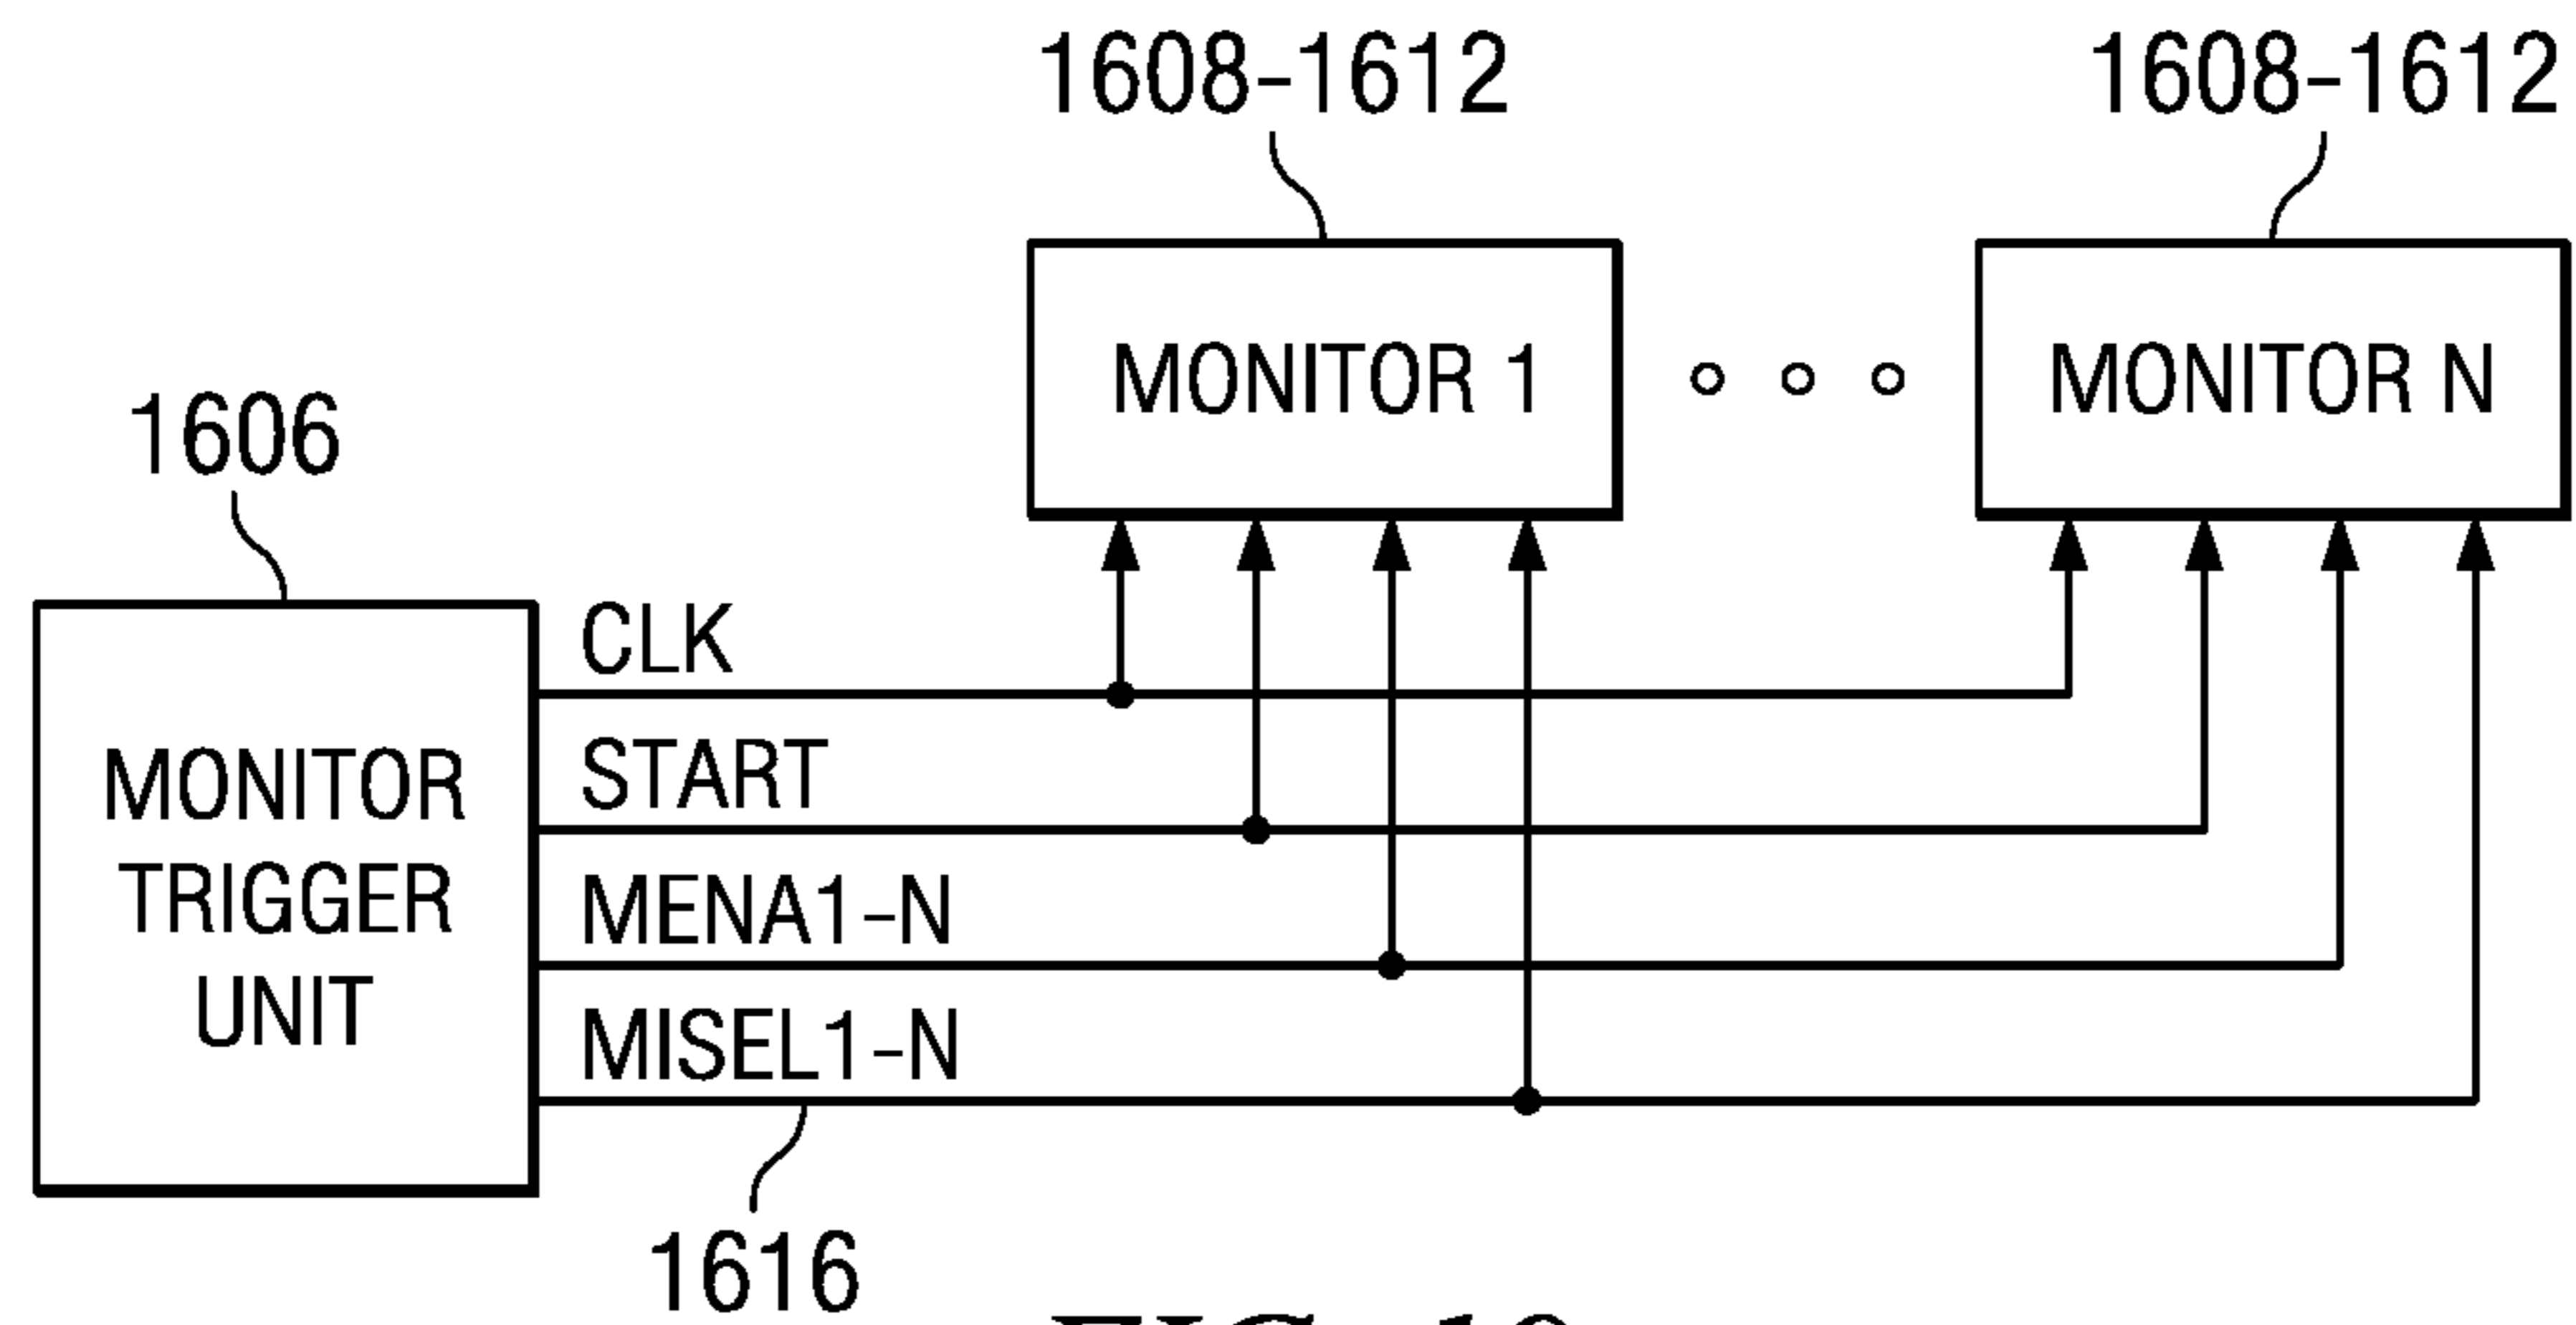 1608-1612
1608-1612
MONITOR 1
MONITOR N
1606
CLK
START
MENA1-N
MISEL1-N
MONITOR
TRIGGER
UNIT
1616